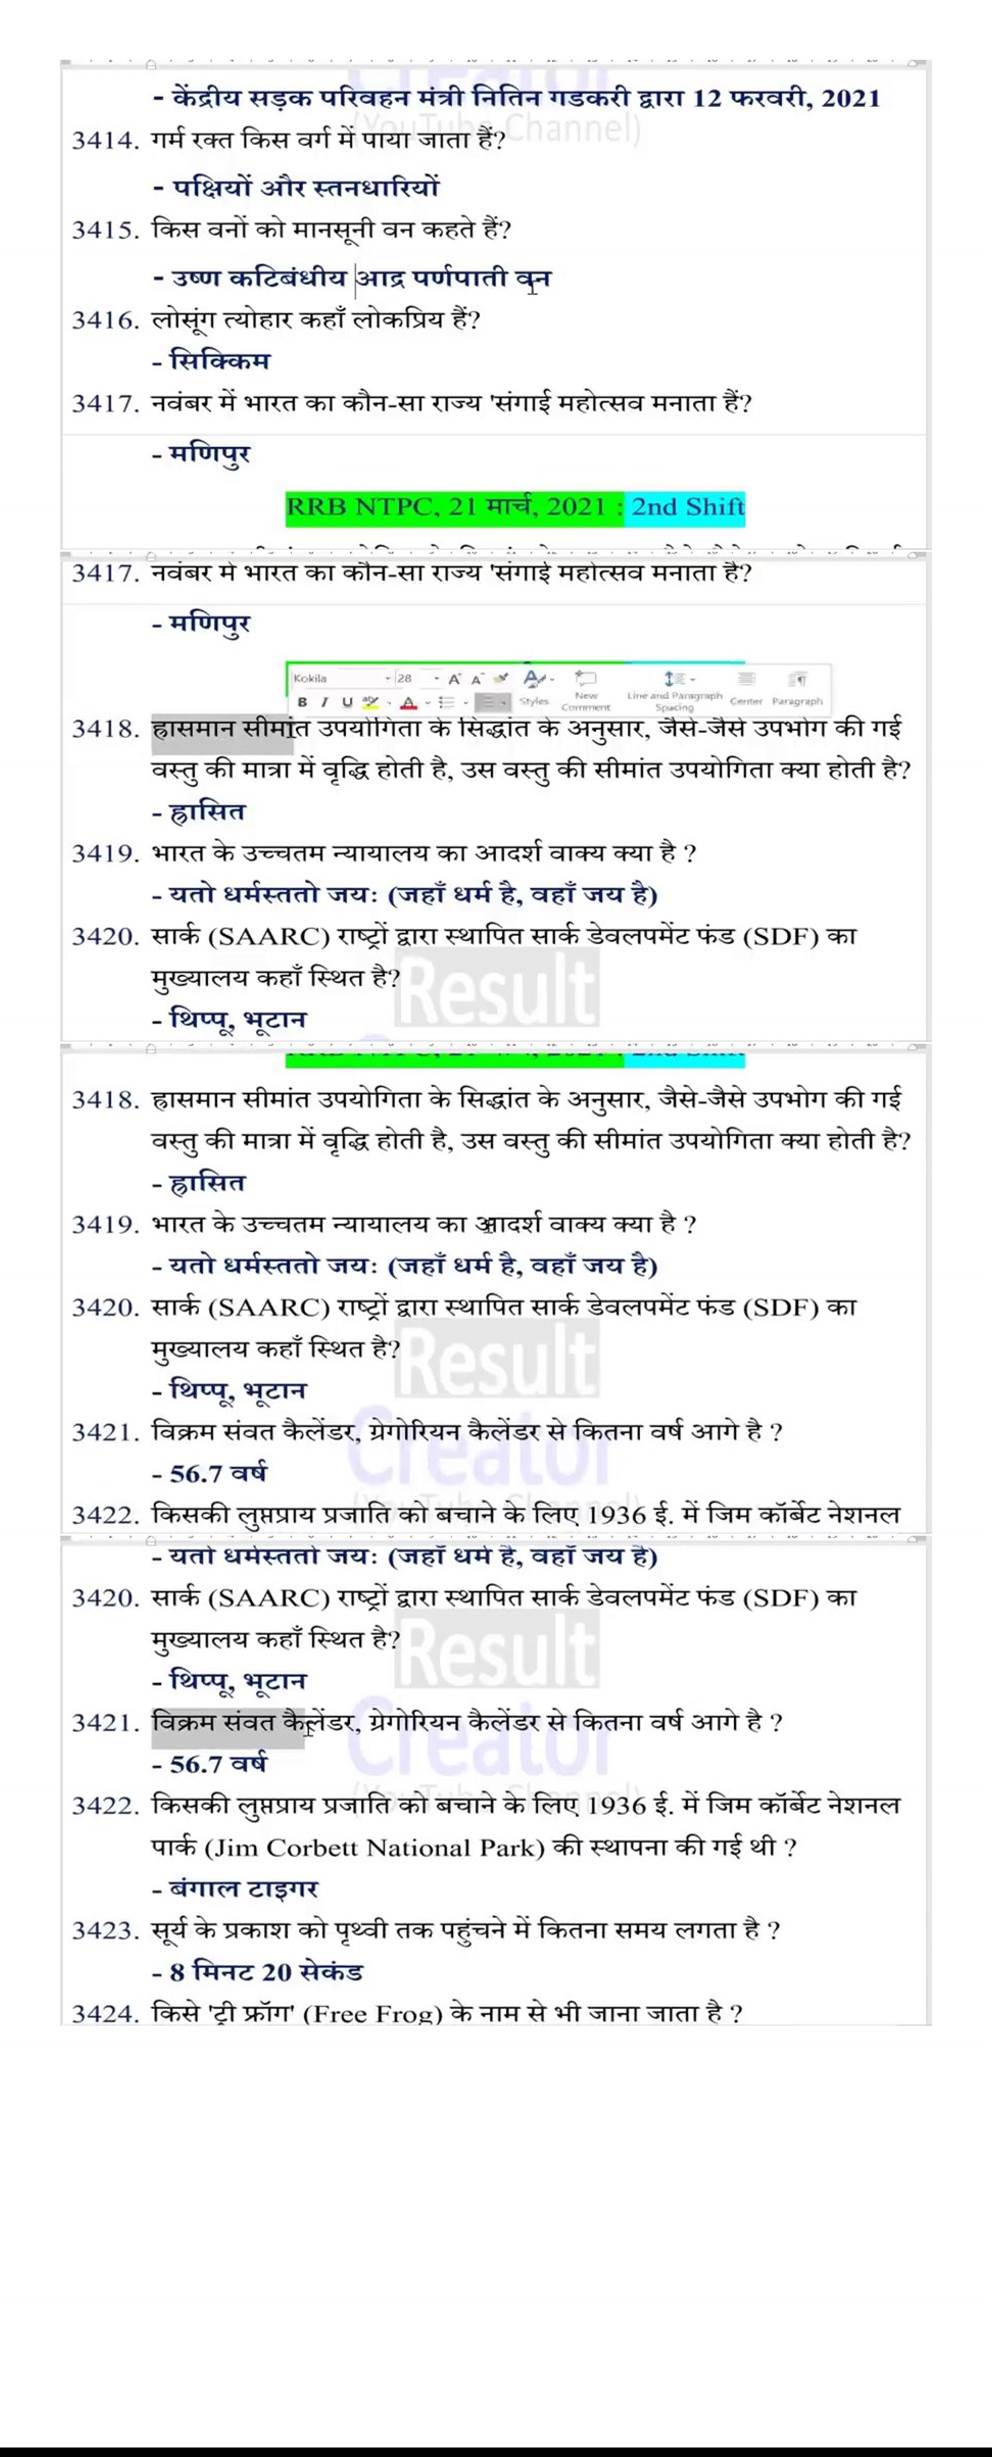 - केंद्रीय सड़क परिवहन मंत्री नितिन गडकरी द्वारा 12 फरवरी, 2021
(YouTube Channel)
3414. गर्म रक्त किस वर्ग में पाया जाता हैं?
- पक्षियों और स्तनधारियों
3415. किस वनों को मानसूनी वन कहते हैं?
- उष्ण कटिबंधीय आद्र पर्णपाती वन
3416. लोसूंग त्योहार कहाँ लोकप्रिय हैं?
- सिक्किम
3417. नवंबर में भारत का कौन-सा राज्य 'संगाई महोत्सव मनाता हैं?
- मणिपुर
RRB NTPC, 21 मार्च, 2021 : 2nd Shift
3417. नवंबर में भारत का कौन-सा राज्य 'संगाई महोत्सव मनाता हैं?
- मणिपुर
Kokila 28
B I U Styles New Comment Line and Paragraph Spacing Center Paragraph
3418. ह्रासमान सीमांत उपयोगिता के सिद्धांत के अनुसार, जैसे-जैसे उपभोग की गई
वस्तु की मात्रा में वृद्धि होती है, उस वस्तु की सीमांत उपयोगिता क्या होती है?
- ह्रासित
3419. भारत के उच्चतम न्यायालय का आदर्श वाक्य क्या है ?
- यतो धर्मस्ततो जयः (जहाँ धर्म है, वहाँ जय है)
3420. सार्क (SAARC) राष्ट्रों द्वारा स्थापित सार्क डेवलपमेंट फंड (SDF) का
मुख्यालय कहाँ स्थित है?
Result
- थिप्पू, भूटान
3418. ह्रासमान सीमांत उपयोगिता के सिद्धांत के अनुसार, जैसे-जैसे उपभोग की गई
वस्तु की मात्रा में वृद्धि होती है, उस वस्तु की सीमांत उपयोगिता क्या होती है?
- ह्रासित
3419. भारत के उच्चतम न्यायालय का आदर्श वाक्य क्या है ?
- यतो धर्मस्ततो जयः (जहाँ धर्म है, वहाँ जय है)
3420. सार्क (SAARC) राष्ट्रों द्वारा स्थापित सार्क डेवलपमेंट फंड (SDF) का
मुख्यालय कहाँ स्थित है?
Result
- थिप्पू, भूटान
3421. विक्रम संवत कैलेंडर, ग्रेगोरियन कैलेंडर से कितना वर्ष आगे है ?
Creator
- 56.7 वर्ष
3422. किसकी लुप्तप्राय प्रजाति को बचाने के लिए 1936 ई. में जिम कॉर्बेट नेशनल
- यतो धर्मस्ततो जयः (जहाँ धर्म है, वहाँ जय है)
3420. सार्क (SAARC) राष्ट्रों द्वारा स्थापित सार्क डेवलपमेंट फंड (SDF) का
मुख्यालय कहाँ स्थित है?
Result
- थिप्पू, भूटान
3421. विक्रम संवत कैलेंडर, ग्रेगोरियन कैलेंडर से कितना वर्ष आगे है ?
Creator
- 56.7 वर्ष
3422. किसकी लुप्तप्राय प्रजाति को बचाने के लिए 1936 ई. में जिम कॉर्बेट नेशनल
पार्क (Jim Corbett National Park) की स्थापना की गई थी ?
- बंगाल टाइगर
3423. सूर्य के प्रकाश को पृथ्वी तक पहुंचने में कितना समय लगता है ?
- 8 मिनट 20 सेकंड
3424. किसे 'ट्री फ्रॉग' (Free Frog) के नाम से भी जाना जाता है ?